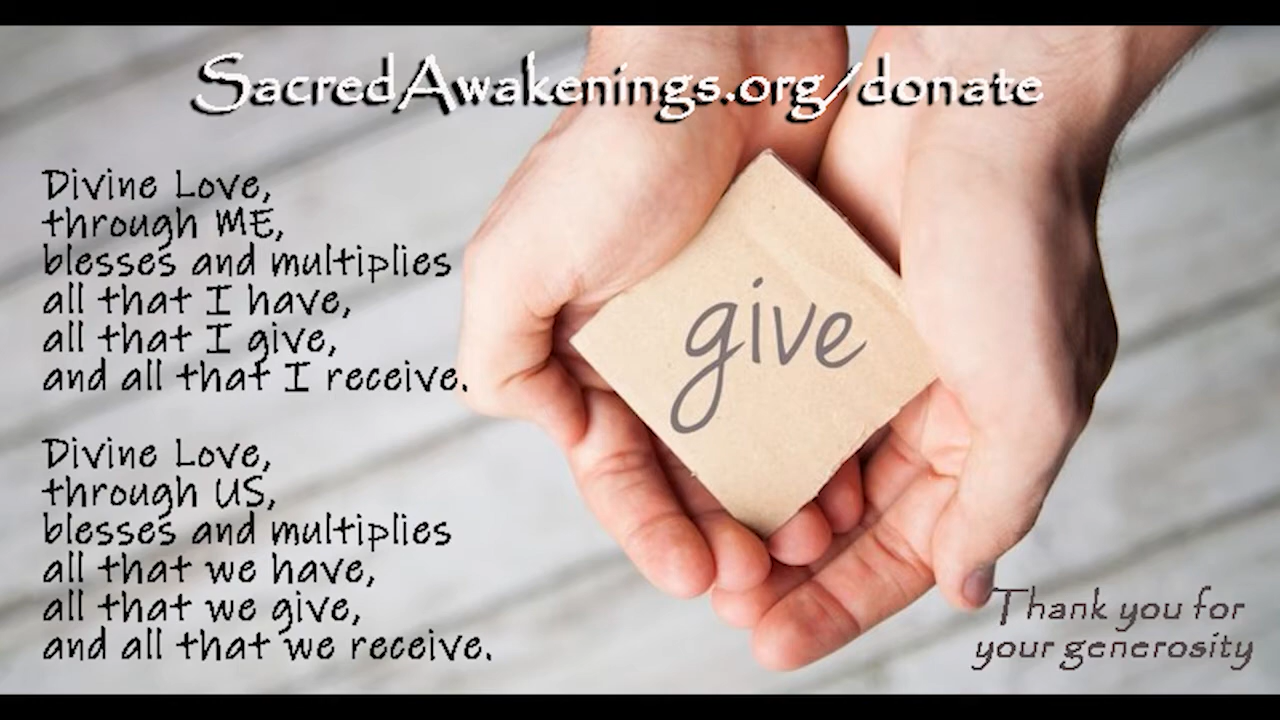 SacredAwakenings.org/donate
Divine Love,
through ME,
blesses and multiplies
all that I have,
all that I give,
and all that I receive.
Divine Love,
through US,
blesses and multiplies
all that we have,
all that we give,
and all that we receive.
give
Thank you for
your generosity